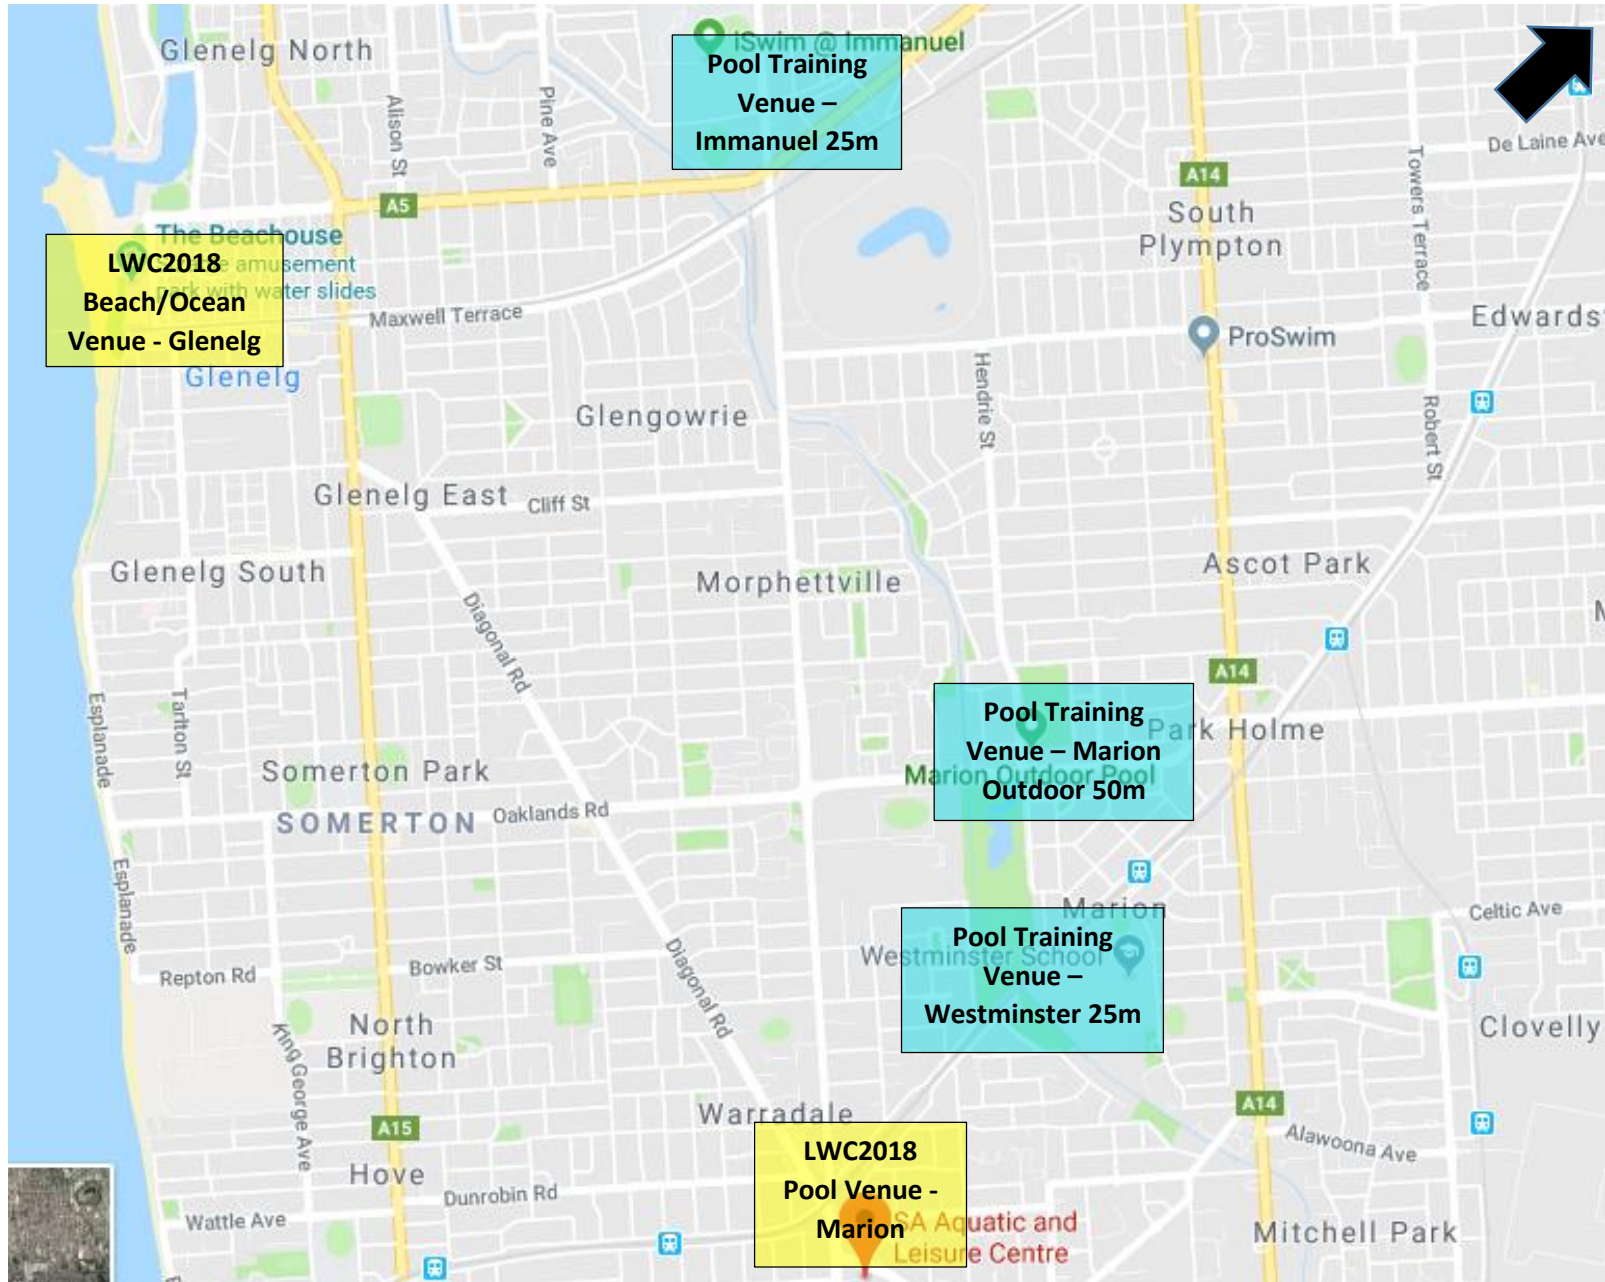 Glenelg North
iSwim @ Immanuel
Pool Training
Venue –
Immanuel 25m
Alison St
Pine Ave
De Laine Ave
Towers Terrace
A14
A5
South
Plympton
The Beachouse
amusement
park with water slides
LWC2018
Beach/Ocean
Venue - Glenelg
Maxwell Terrace
Edwards
ProSwim
Glenelg
Hendrie St
Glengowrie
Robert St
Glenelg East
Cliff St
Glenelg South
Morphettville
Ascot Park
Diagonal Rd
Esplanade
Tarlton St
A14
Pool Training
Venue – Marion
Outdoor 50m
Park Holme
Marion Outdoor Pool
Somerton Park
SOMERTON
Oaklands Rd
Esplanade
Marion
Celtic Ave
Pool Training
Venue –
Westminster 25m
Westminster School
Repton Rd
Bowker St
Diagonal Rd
North
Brighton
King George Ave
Clovelly
A15
Warradale
A14
Alawoona Ave
LWC2018
Pool Venue -
Marion
Hove
Dunrobin Rd
Wattle Ave
SA Aquatic and
Leisure Centre
Mitchell Park